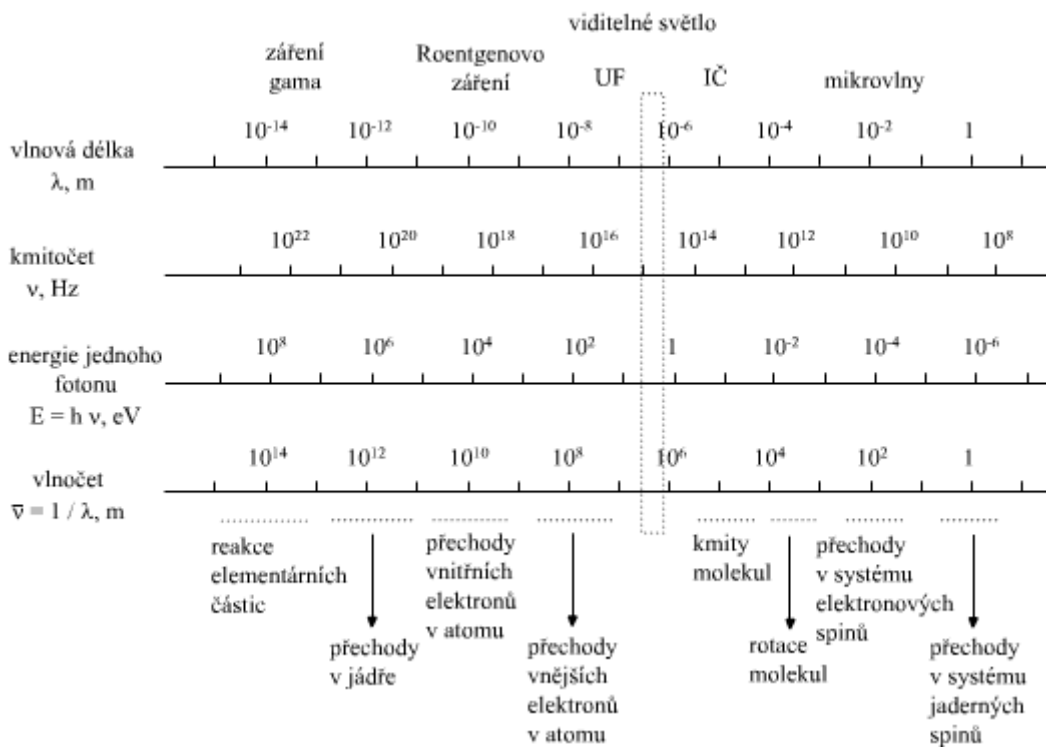 viditelné světlo
záření
gama
Roentgenovo
záření
UF
IČ
mikrovlny
10⁻¹⁴ 10⁻¹² 10⁻¹⁰ 10⁻⁸ 10⁻⁶ 10⁻⁴ 10⁻² 1
vlnová délka
λ, m
10²² 10²⁰ 10¹⁸ 10¹⁶ 10¹⁴ 10¹² 10¹⁰ 10⁸
kmitočet
ν, Hz
10⁸ 10⁶ 10⁴ 10² 1 10⁻² 10⁻⁴ 10⁻⁶
energie jednoho
fotonu
E = h ν, eV
10¹⁴ 10¹² 10¹⁰ 10⁸ 10⁶ 10⁴ 10² 1
vlnočet
ν̅ = 1 / λ, m
reakce
elementárních
částic
přechody
v jádře
přechody
vnitřních
elektronů
v atomu
přechody
vnějších
elektronů
v atomu
kmity
molekul
rotace
molekul
přechody
v systému
elektronových
spinů
přechody
v systému
jaderných
spinů